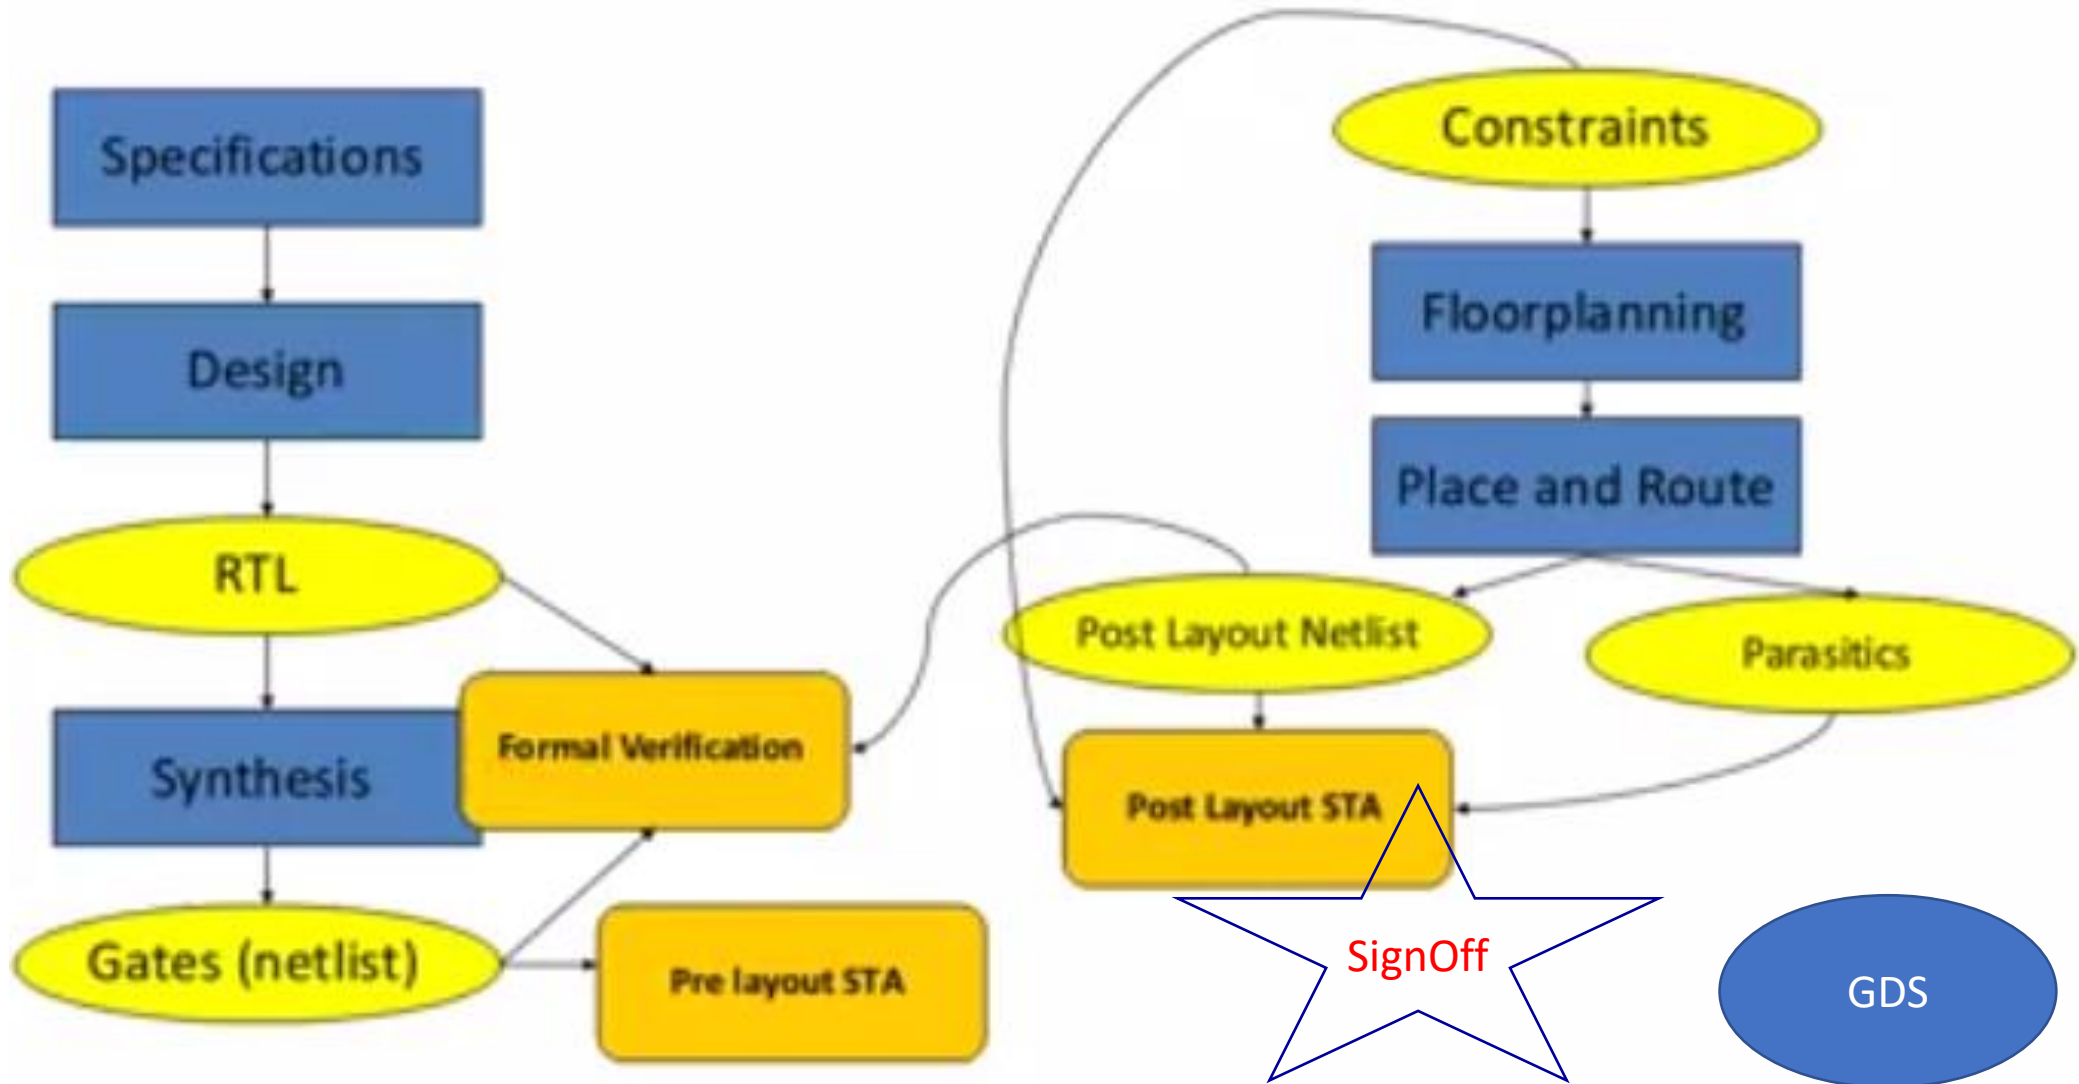 Specifications
Design
RTL
Synthesis
Gates (netlist)
Formal Verification
Pre layout STA
Constraints
Floorplanning
Place and Route
Post Layout Netlist
Parasitics
Post Layout STA
SignOff
GDS